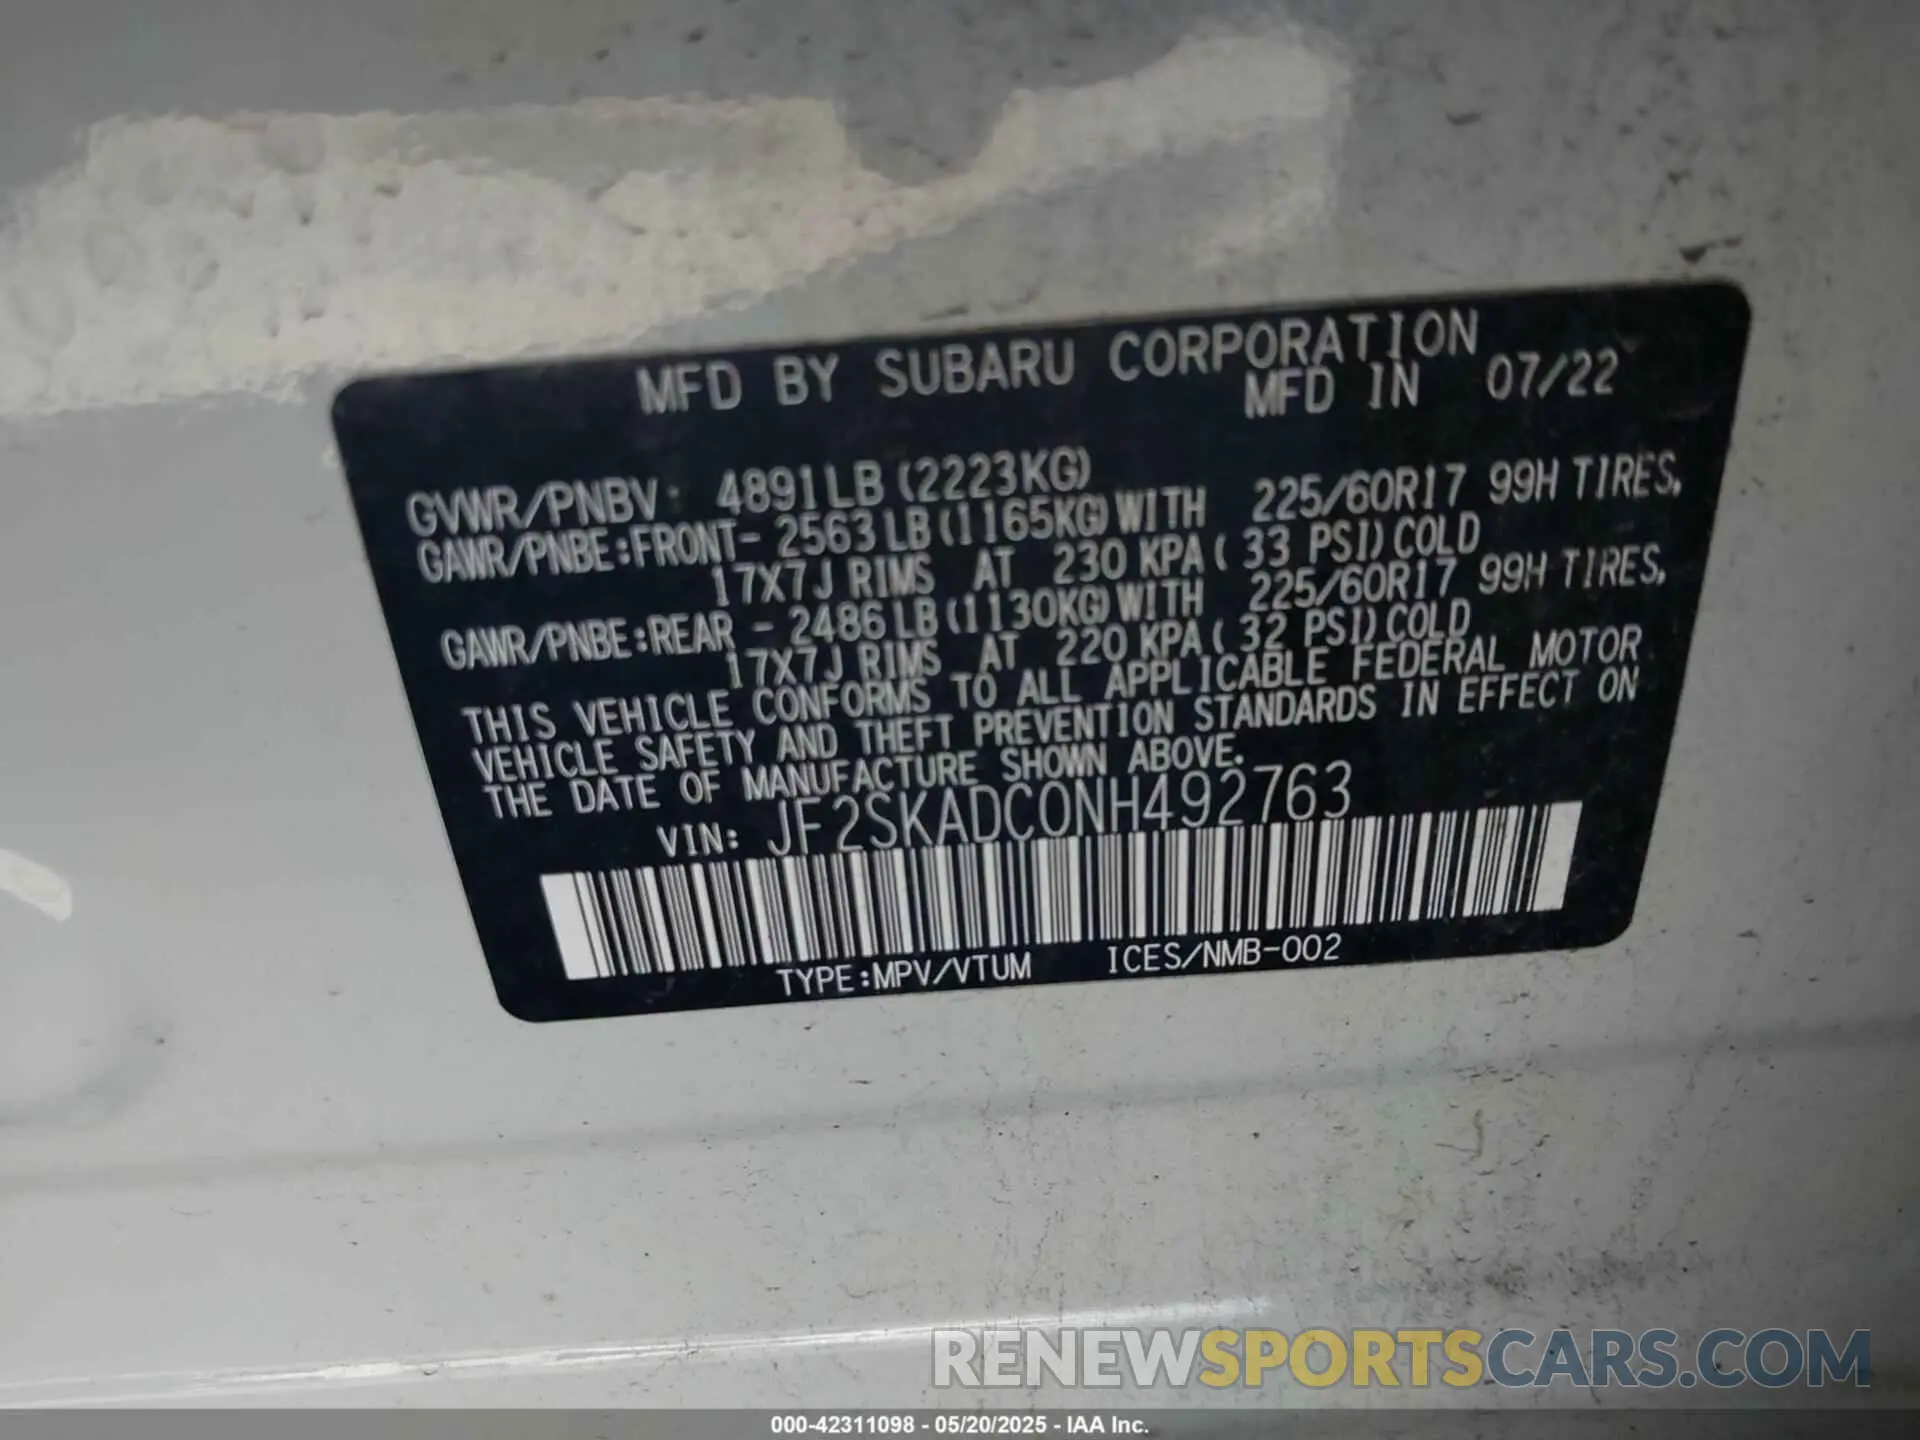 MFD BY SUBARU CORPORATION
MFD IN 07/22
GVWR/PNBV: 4891LB (2223KG)
GAWR/PNBE:FRONT- 2563LB (1165KG)WITH 225/60R17 99H TIRES,
17X7J RIMS AT 230 KPA( 33 PSI)COLD
GAWR/PNBE:REAR - 2486LB (1130KG)WITH 225/60R17 99H TIRES,
17X7J RIMS AT 220 KPA( 32 PSI)COLD
THIS VEHICLE CONFORMS TO ALL APPLICABLE FEDERAL MOTOR
VEHICLE SAFETY AND THEFT PREVENTION STANDARDS IN EFFECT ON
THE DATE OF MANUFACTURE SHOWN ABOVE.
VIN: JF2SKADC0NH492763
TYPE:MPV/VTUM ICES/NMB-002
RENEWSPORTSCARS.COM
000-42311098 - 05/20/2025 - IAA Inc.